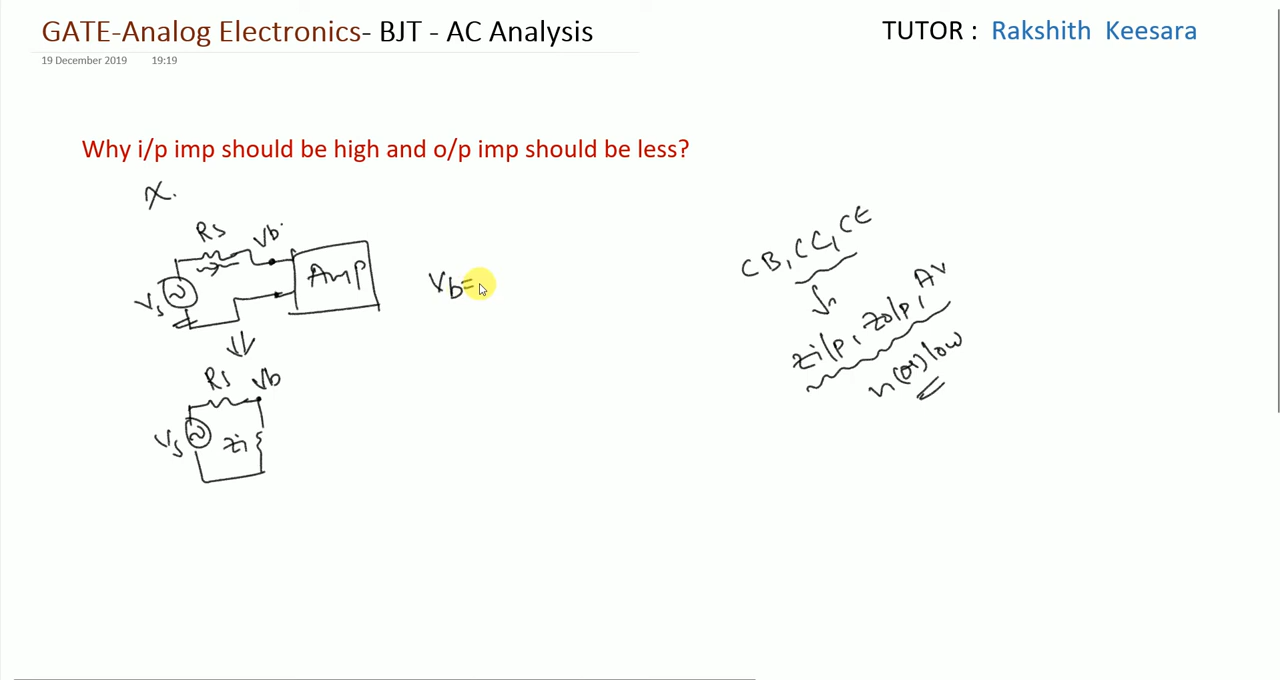 GATE-Analog Electronics- BJT - AC Analysis
TUTOR : Rakshith Keesara
19 December 2019 19:19
Why i/p imp should be high and o/p imp should be less?
Rs Vb
Vs
Amp
Vb=
Rs Vb
Vs Zi
CB, CC, CE
Zi/p, Zo/p, Av
h (or) low